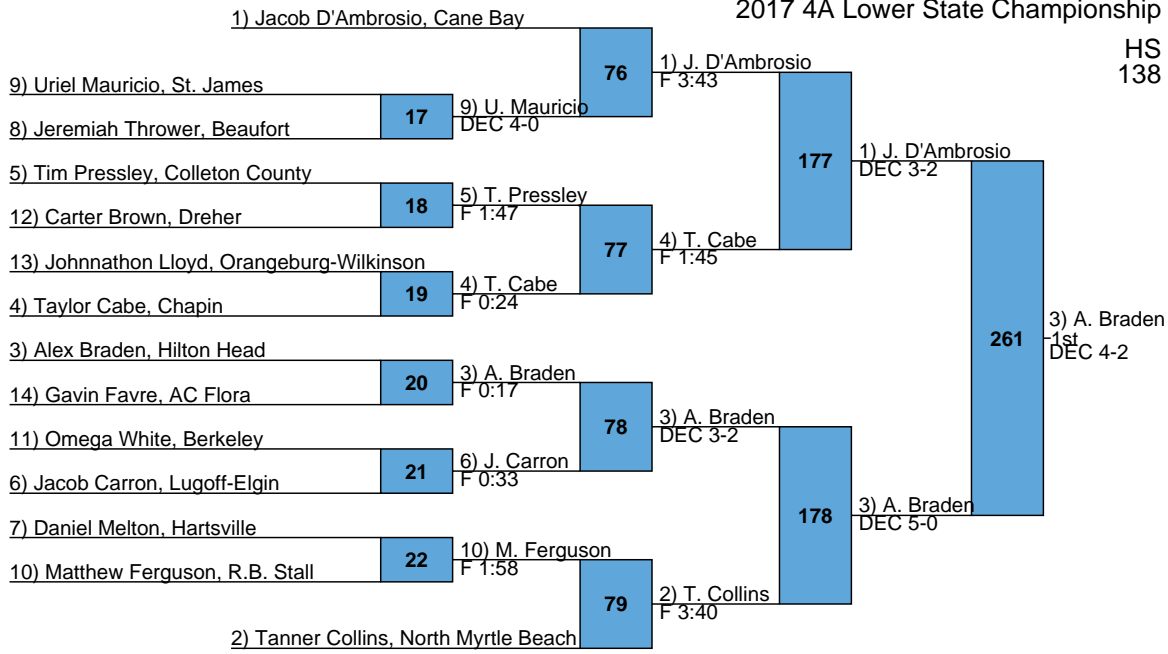 2017 4A Lower State Championship
HS
138
1) Jacob D'Ambrosio, Cane Bay
9) Uriel Mauricio, St. James
8) Jeremiah Thrower, Beaufort
5) Tim Pressley, Colleton County
12) Carter Brown, Dreher
13) Johnnathon Lloyd, Orangeburg-Wilkinson
4) Taylor Cabe, Chapin
3) Alex Braden, Hilton Head
14) Gavin Favre, AC Flora
11) Omega White, Berkeley
6) Jacob Carron, Lugoff-Elgin
7) Daniel Melton, Hartsville
10) Matthew Ferguson, R.B. Stall
2) Tanner Collins, North Myrtle Beach
17
18
19
20
21
22
9) U. Mauricio
DEC 4-0
5) T. Pressley
F 1:47
4) T. Cabe
F 0:24
3) A. Braden
F 0:17
6) J. Carron
F 0:33
10) M. Ferguson
F 1:58
76
77
78
79
1) J. D'Ambrosio
F 3:43
4) T. Cabe
F 1:45
3) A. Braden
DEC 3-2
2) T. Collins
F 3:40
177
178
1) J. D'Ambrosio
DEC 3-2
3) A. Braden
DEC 5-0
261
3) A. Braden
1st
DEC 4-2